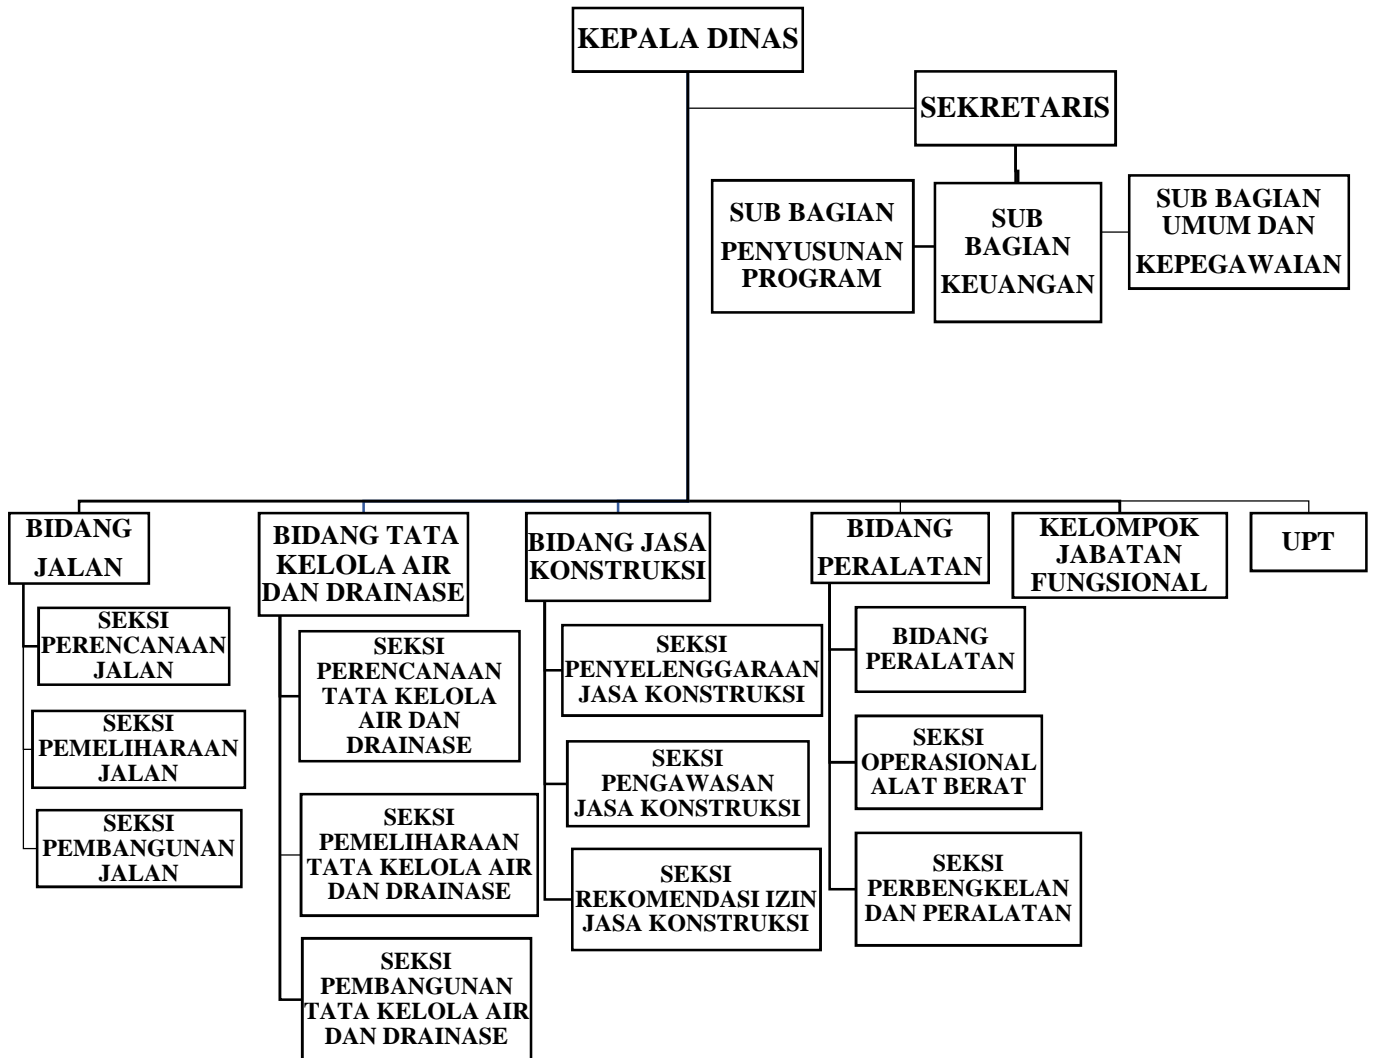 KEPALA DINAS
SEKRETARIS
SUB BAGIAN
PENYUSUNAN
PROGRAM
SUB
BAGIAN
KEUANGAN
SUB BAGIAN
UMUM DAN
KEPEGAWAIAN
BIDANG
JALAN
SEKSI
PERENCANAAN
JALAN
SEKSI
PEMELIHARAAN
JALAN
SEKSI
PEMBANGUNAN
JALAN
BIDANG TATA
KELOLA AIR
DAN DRAINASE
SEKSI
PERENCANAAN
TATA KELOLA
AIR DAN
DRAINASE
SEKSI
PEMELIHARAAN
TATA KELOLA AIR
DAN DRAINASE
SEKSI
PEMBANGUNAN
TATA KELOLA AIR
DAN DRAINASE
BIDANG JASA
KONSTRUKSI
SEKSI
PENYELENGGARAAN
JASA KONSTRUKSI
SEKSI
PENGAWASAN
JASA KONSTRUKSI
SEKSI
REKOMENDASI IZIN
JASA KONSTRUKSI
BIDANG
PERALATAN
BIDANG
PERALATAN
SEKSI
OPERASIONAL
ALAT BERAT
SEKSI
PERBENGKELAN
DAN PERALATAN
KELOMPOK
JABATAN
FUNGSIONAL
UPT